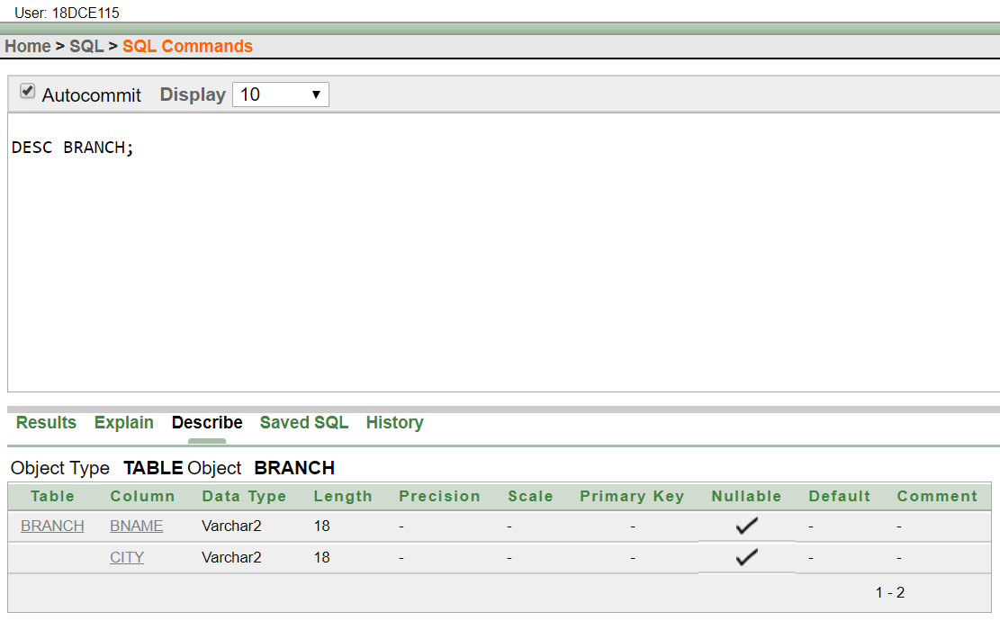 User: 18DCE115
Home > SQL > SQL Commands
Autocommit Display 10
DESC BRANCH;
Results Explain Describe Saved SQL History
Object Type TABLE Object BRANCH
Table Column Data Type Length Precision Scale Primary Key Nullable Default Comment
BRANCH BNAME Varchar2 18 - - - - -
CITY Varchar2 18 - - - - -
1 - 2